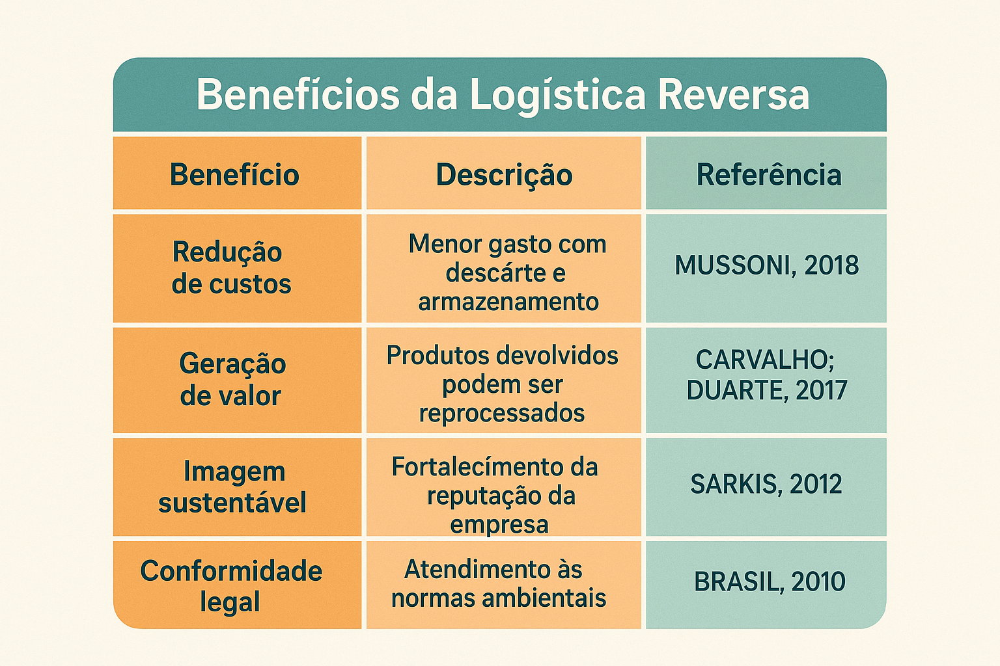 Benefícios da Logística Reversa
Benefício
Descrição
Referência
Redução
de custos
Menor gasto com
descárte e
armazenamento
MUSSONI, 2018
Geração
de valor
Produtos devolvidos
podem ser
reprocessados
CARVALHO;
DUARTE, 2017
Imagem
sustentável
Fortalecímento da
reputação da
empresa
SARKIS, 2012
Conformidade
legal
Atendimento às
normas ambientais
BRASIL, 2010